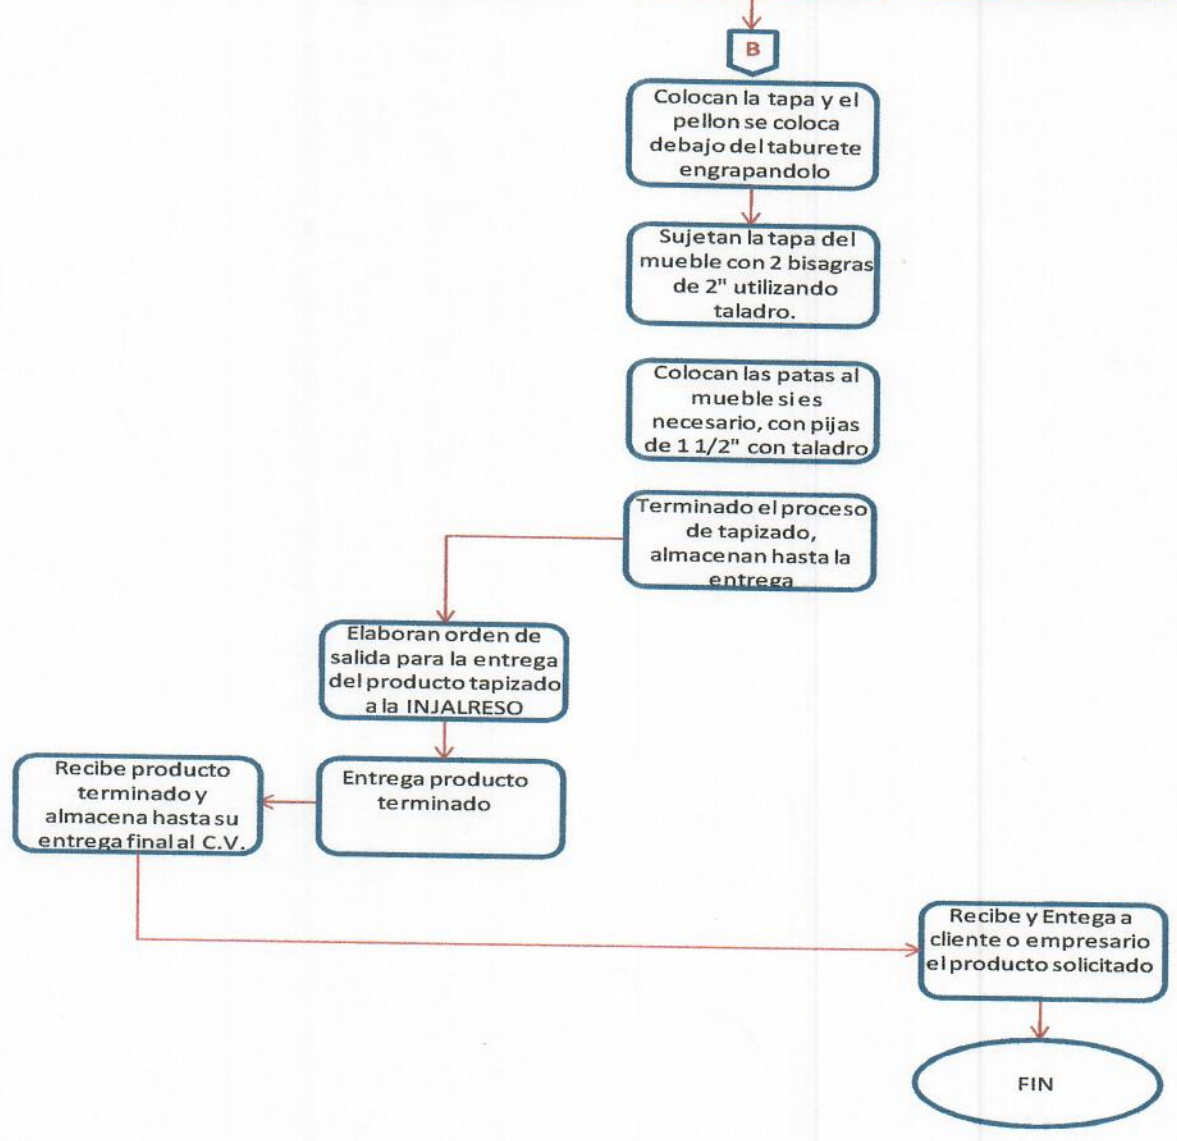 B
Colocan la tapa y el
pellon se coloca
debajo del taburete
engrapandolo
Sujetan la tapa del
mueble con 2 bisagras
de 2" utilizando
taladro.
Colocan las patas al
mueble si es
necesario, con pijas
de 1 1/2" con taladro
Terminado el proceso
de tapizado,
almacenan hasta la
entrega
Elaboran orden de
salida para la entrega
del producto tapizado
a la INJALRESO
Entrega producto
terminado
Recibe producto
terminado y
almacena hasta su
entrega final al C.V.
Recibe y Entega a
cliente o empresario
el producto solicitado
FIN